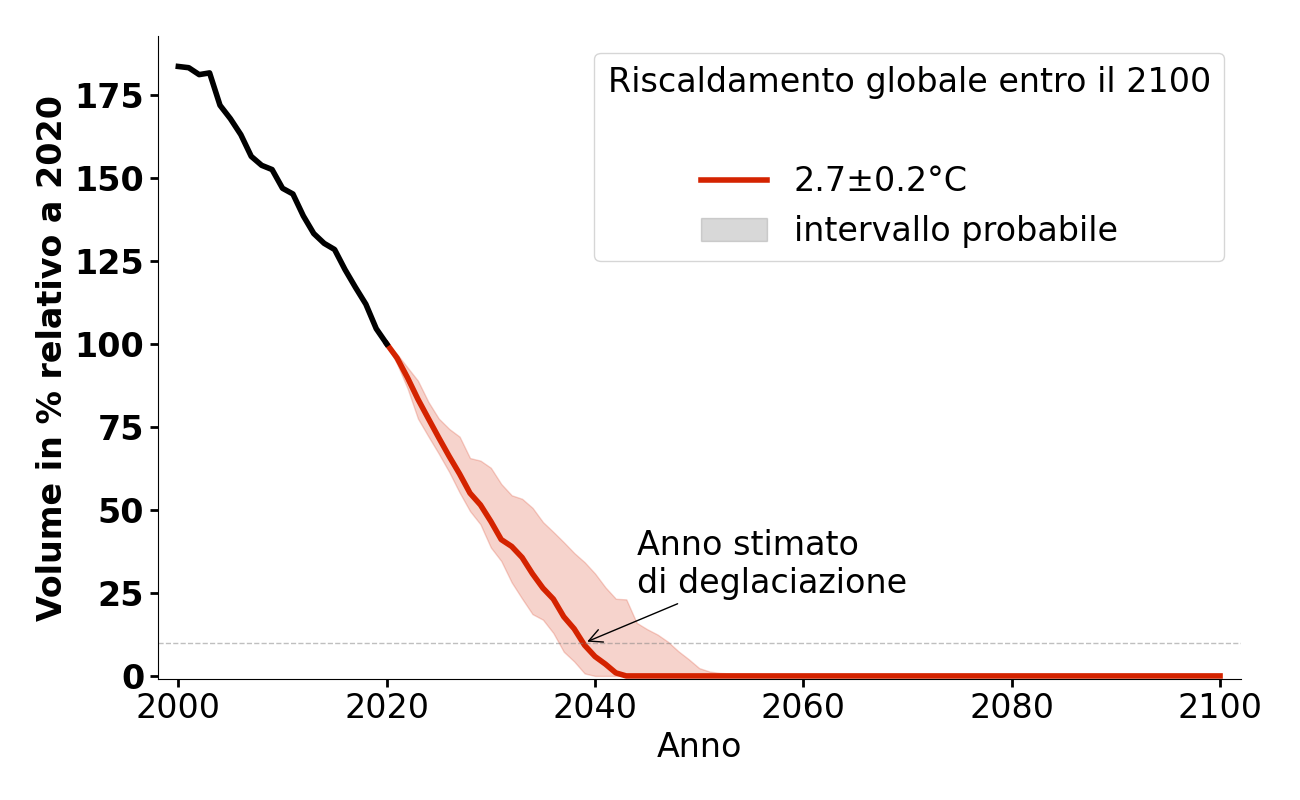 Volume in % relativo a 2020
175
150
125
100
75
50
25
0
Riscaldamento globale entro il 2100
2.7±0.2°C
intervallo probabile
Anno stimato
di deglaciazione
2000 2020 2040 2060 2080 2100
Anno